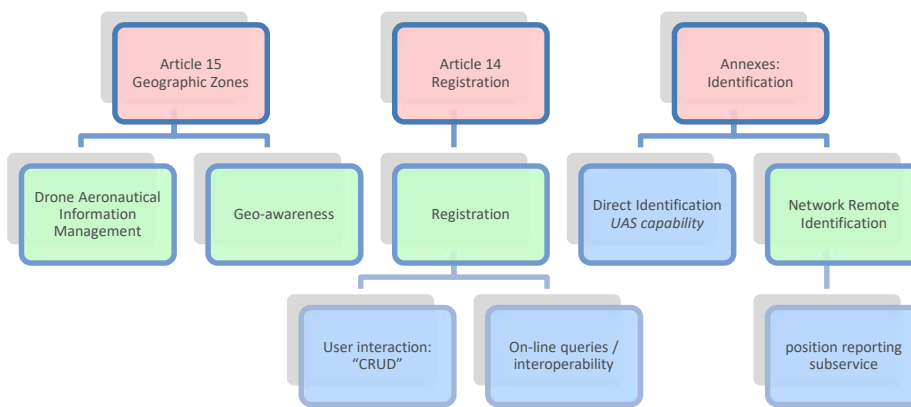 Article 15
Geographic Zones
Article 14
Registration
Annexes:
Identification
Drone Aeronautical
Information
Management
Geo-awareness
Registration
Direct Identification
UAS capability
Network Remote
Identification
User interaction:
“CRUD”
On-line queries /
interoperability
position reporting
subservice